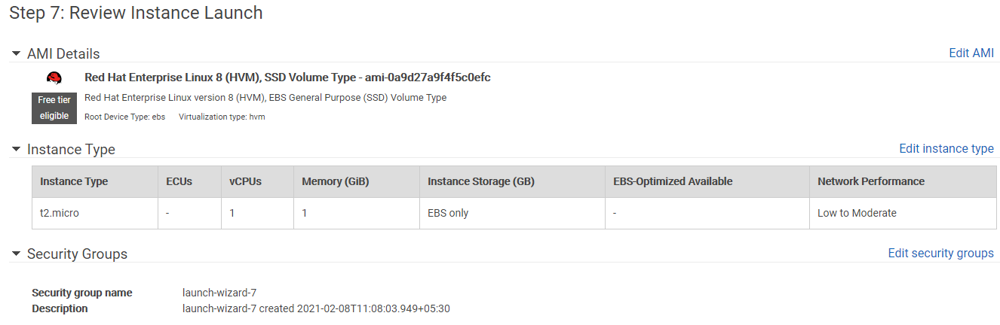 Step 7: Review Instance Launch
AMI Details
Edit AMI
Red Hat Enterprise Linux 8 (HVM), SSD Volume Type - ami-0a9d27a9f4f5c0efc
Free tier eligible
Red Hat Enterprise Linux version 8 (HVM), EBS General Purpose (SSD) Volume Type
Root Device Type: ebs Virtualization type: hvm
Instance Type
Edit instance type
Instance Type ECUs vCPUs Memory (GiB) Instance Storage (GB) EBS-Optimized Available Network Performance
t2.micro - 1 1 EBS only - Low to Moderate
Security Groups
Edit security groups
Security group name launch-wizard-7
Description launch-wizard-7 created 2021-02-08T11:08:03.949+05:30